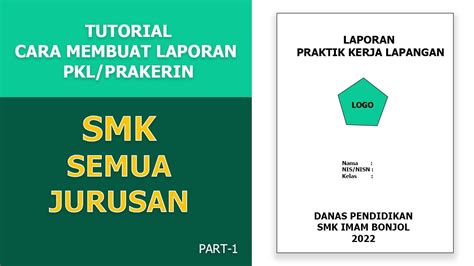 TUTORIAL
CARA MEMBUAT LAPORAN
PKL/PRAKERIN
SMK
SEMUA
JURUSAN
PART-1
LAPORAN
PRAKTIK KERJA LAPANGAN
LOGO
Nama :
NIS/NISN :
Kelas :
DANAS PENDIDIKAN
SMK IMAM BONJOL
2022